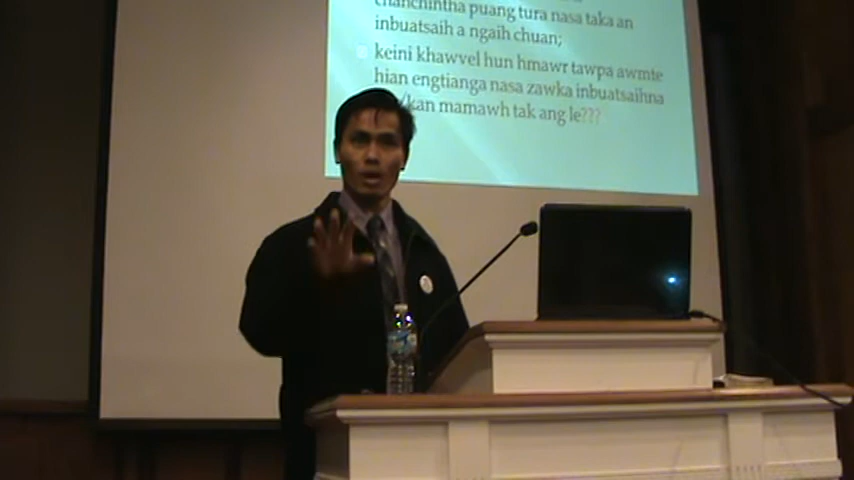 chanchintha puang tura nasa taka an
inbuatsaih a ngaih chuan;
keini khawvel hun hmawr tawpa awmte
hian engtianga nasa zawka inbuatsaihna
kan mamawh tak ang le???